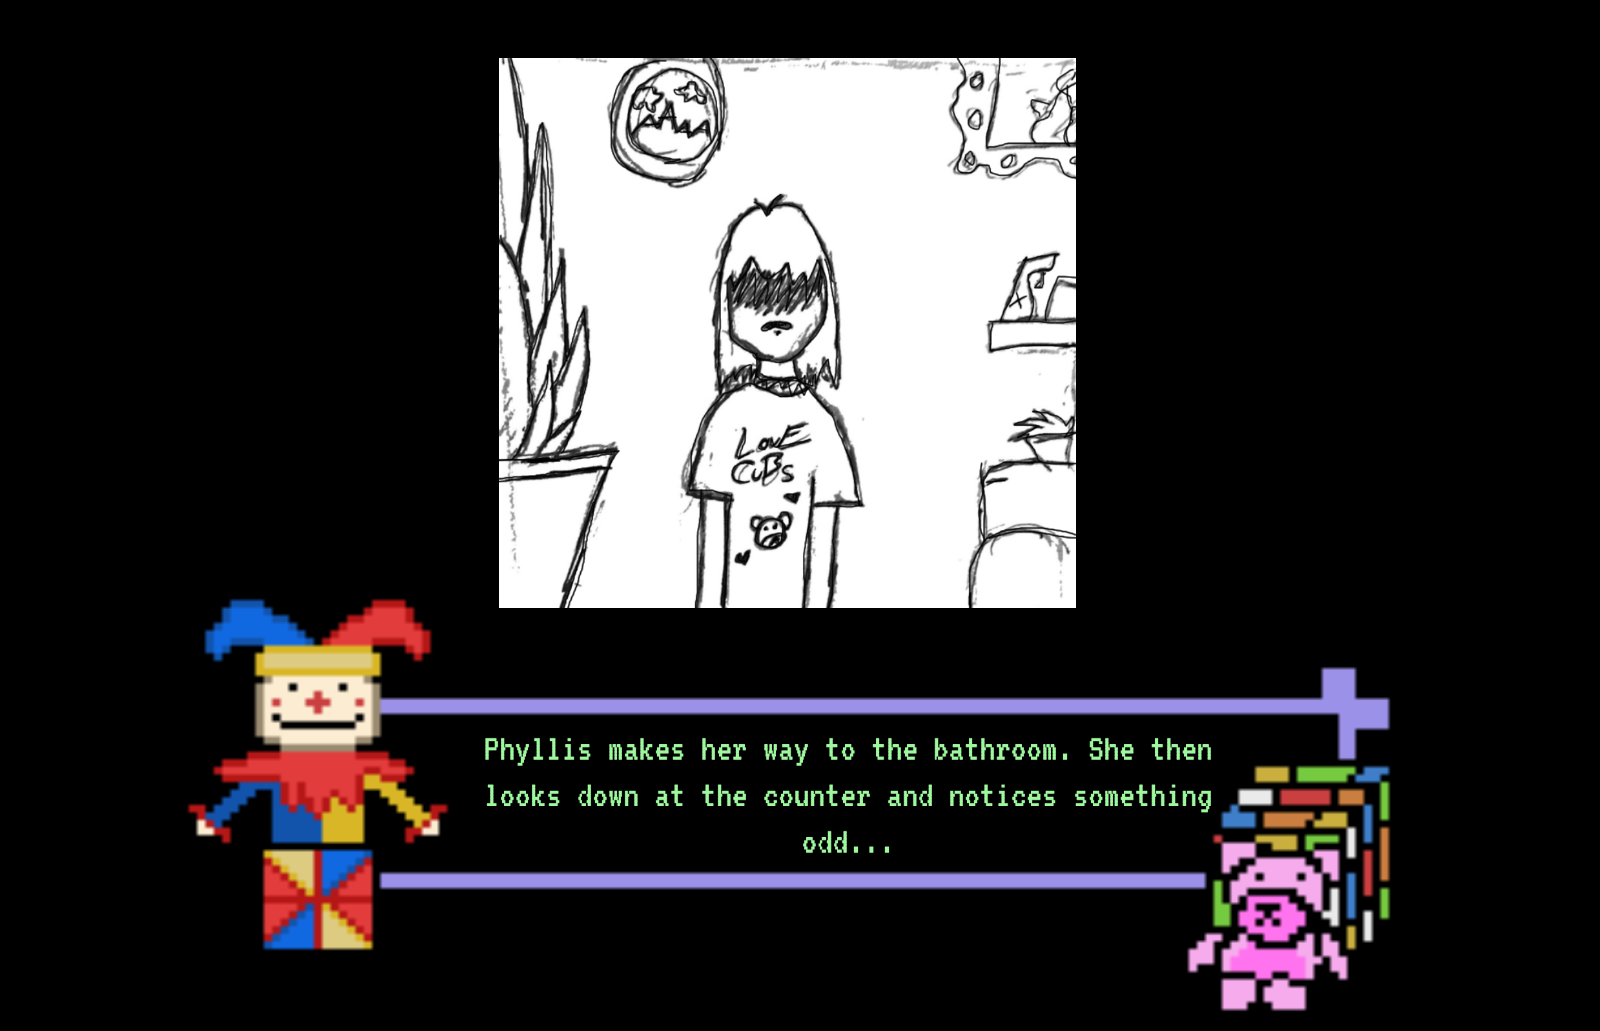 LovE
CuBs
Phyllis makes her way to the bathroom. She then
looks down at the counter and notices something
odd...